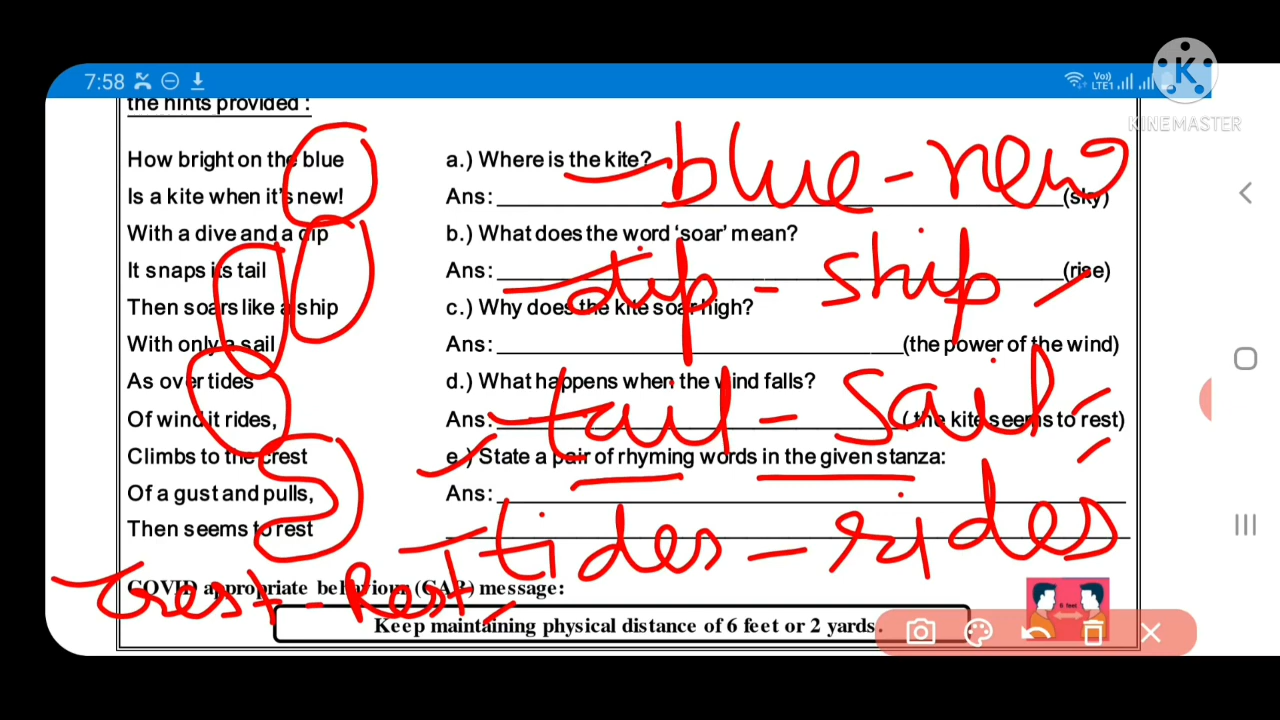 7:58 Vo) LTE1
KINEMASTER
the hints provided :
How bright on the blue
Is a kite when it's new!
With a dive and a dip
It snaps its tail
Then soars like a ship
With only a sail
As over tides
Of wind it rides,
Climbs to the crest
Of a gust and pulls,
Then seems to rest
a.) Where is the kite?
Ans: (sky)
b.) What does the word ‘soar’ mean?
Ans: (rise)
c.) Why does the kite soar high?
Ans: (the power of the wind)
d.) What happens when the wind falls?
Ans: ( the kite seems to rest)
e.) State a pair of rhyming words in the given stanza:
Ans:
blue - new
dip - ship
tail - sail
tides - rides
Crest - Rest
COVID appropriate behaviour (CAB) message:
Keep maintaining physical distance of 6 feet or 2 yards.
6 feet